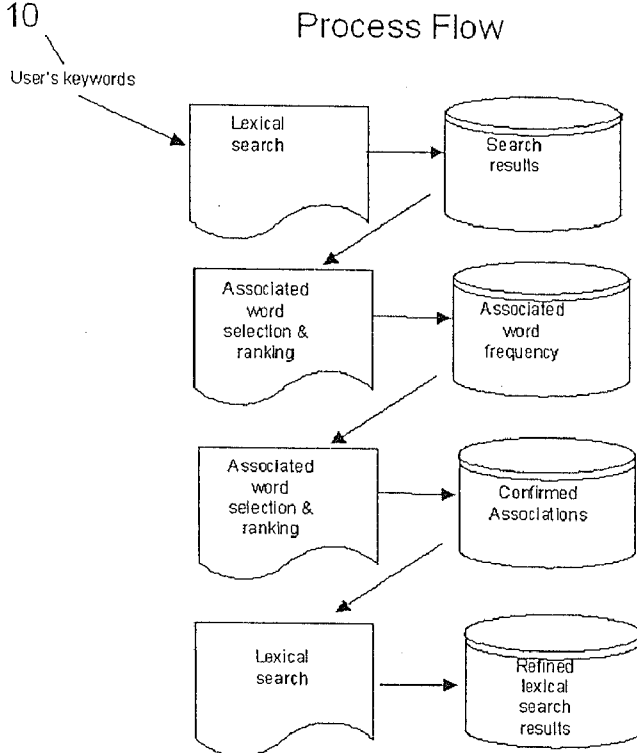 10
Process Flow
User's keywords
Lexical
search
Search
results
Associated
word
selection &
ranking
Associated
word
frequency
Associated
word
selection &
ranking
Confirmed
Associations
Lexical
search
Refined
lexical
search
results